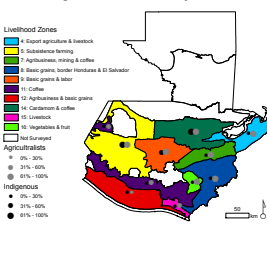 Livelihood Zones
4: Export agriculture & livestock
5: Subsistence farming
7: Agribusiness, mining & coffee
8: Basic grains, border Honduras & El Salvador
9: Basic grains & labor
11: Coffee
12: Agribusiness & basic grains
14: Cardamom & coffee
15: Livestock
16: Vegetables & fruit
Not Surveyed
Agricultralists
0% - 30%
31% - 60%
61% - 100%
Indigenous
0% - 30%
31% - 60%
61% - 100%
50
km